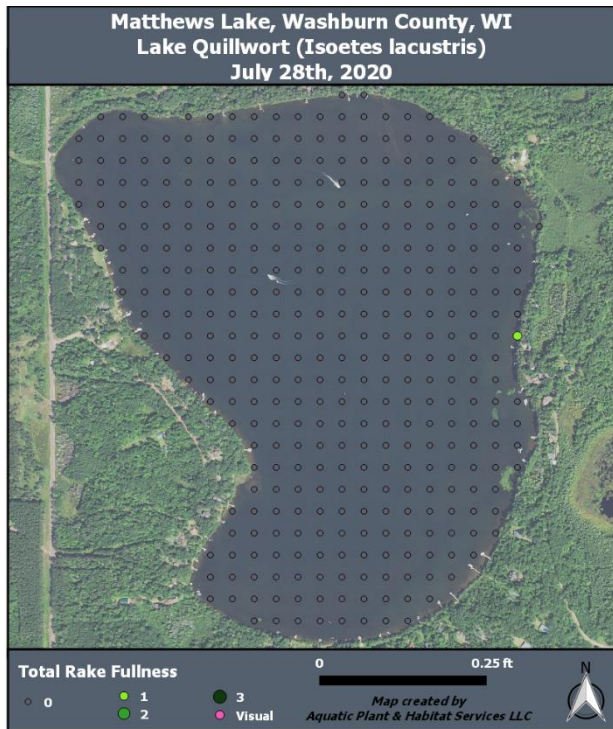 Matthews Lake, Washburn County, WI
Lake Quillwort (Isoetes lacustris)
July 28th, 2020
Total Rake Fullness
0
1
2
3
Visual
0
0.25 ft
Map created by
Aquatic Plant & Habitat Services LLC
N